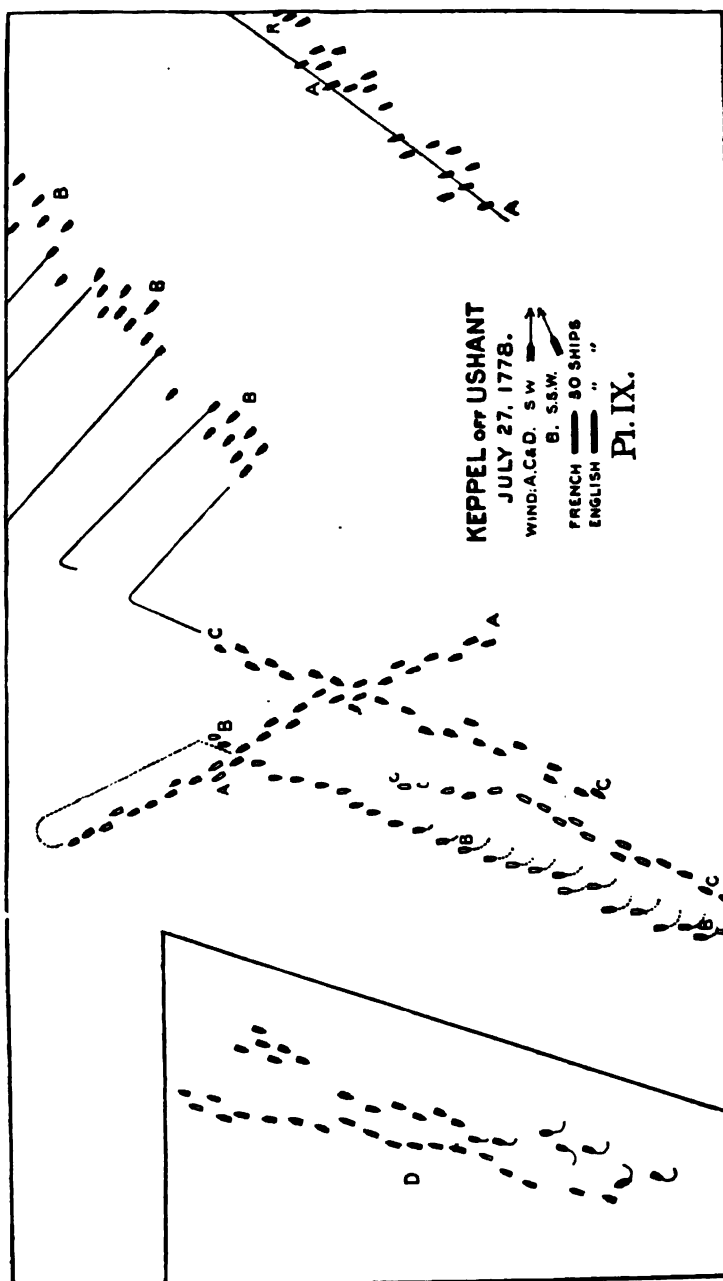 R
A
B
B
A
B
KEPPEL OFF USHANT
JULY 27. 1778.
WIND: A.C&D. S W
B. S.S.W.
FRENCH 30 SHIPS
ENGLISH " "
Pl. IX.
C
A
B
A
C
C
C
B
C
B
D